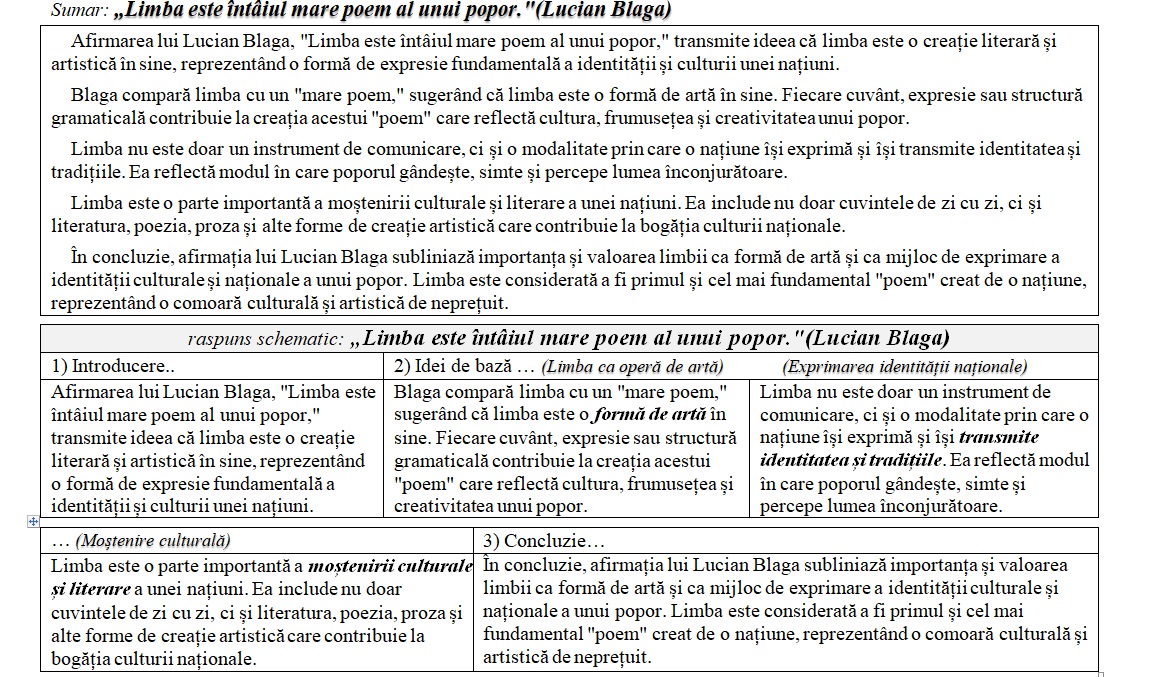 Sumar: „Limba este întâiul mare poem al unui popor."(Lucian Blaga)
Afirmarea lui Lucian Blaga, "Limba este întâiul mare poem al unui popor," transmite ideea că limba este o creație literară și
artistică în sine, reprezentând o formă de expresie fundamentală a identității și culturii unei națiuni.
Blaga compară limba cu un "mare poem," sugerând că limba este o formă de artă în sine. Fiecare cuvânt, expresie sau structură
gramaticală contribuie la creația acestui "poem" care reflectă cultura, frumusețea și creativitatea unui popor.
Limba nu este doar un instrument de comunicare, ci și o modalitate prin care o națiune își exprimă și își transmite identitatea și
tradițiile. Ea reflectă modul în care poporul gândește, simte și percepe lumea înconjurătoare.
Limba este o parte importantă a moștenirii culturale și literare a unei națiuni. Ea include nu doar cuvintele de zi cu zi, ci și
literatura, poezia, proza și alte forme de creație artistică care contribuie la bogăția culturii naționale.
În concluzie, afirmația lui Lucian Blaga subliniază importanța și valoarea limbii ca formă de artă și ca mijloc de exprimare a
identității culturale și naționale a unui popor. Limba este considerată a fi primul și cel mai fundamental "poem" creat de o națiune,
reprezentând o comoară culturală și artistică de neprețuit.
raspuns schematic: „Limba este întâiul mare poem al unui popor."(Lucian Blaga)
1) Introducere..
Afirmarea lui Lucian Blaga, "Limba este
întâiul mare poem al unui popor,"
transmite ideea că limba este o creație
literară și artistică în sine, reprezentând
o formă de expresie fundamentală a
identității și culturii unei națiuni.
2) Idei de bază … (Limba ca operă de artă)
Blaga compară limba cu un "mare poem,"
sugerând că limba este o formă de artă în
sine. Fiecare cuvânt, expresie sau structură
gramaticală contribuie la creația acestui
"poem" care reflectă cultura, frumusețea și
creativitatea unui popor.
(Exprimarea identității naționale)
Limba nu este doar un instrument de
comunicare, ci și o modalitate prin care o
națiune își exprimă și își transmite
identitatea și tradițiile. Ea reflectă modul
în care poporul gândește, simte și
percepe lumea înconjurătoare.
… (Moștenire culturală)
Limba este o parte importantă a moștenirii culturale
și literare a unei națiuni. Ea include nu doar
cuvintele de zi cu zi, ci și literatura, poezia, proza și
alte forme de creație artistică care contribuie la
bogăția culturii naționale.
3) Concluzie…
În concluzie, afirmația lui Lucian Blaga subliniază importanța și valoarea
limbii ca formă de artă și ca mijloc de exprimare a identității culturale și
naționale a unui popor. Limba este considerată a fi primul și cel mai
fundamental "poem" creat de o națiune, reprezentând o comoară culturală și
artistică de neprețuit.